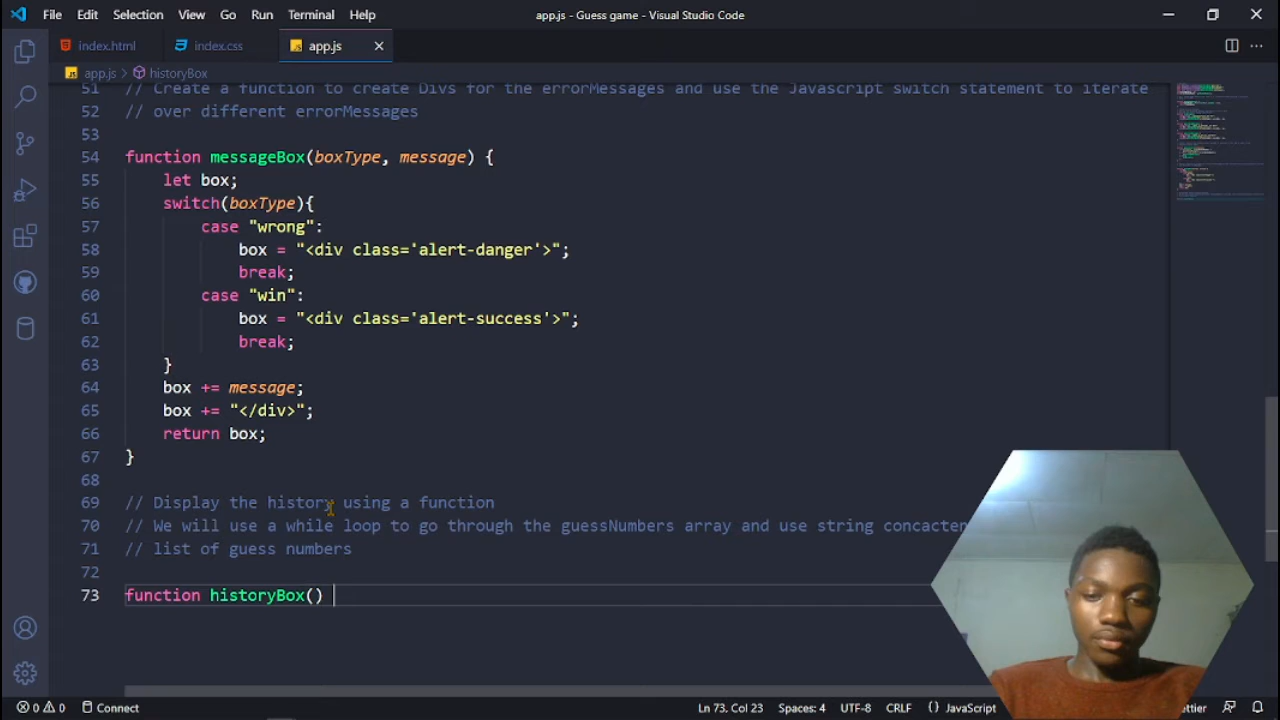 File Edit Selection View Go Run Terminal Help app.js - Guess game - Visual Studio Code
index.html index.css app.js
app.js > historyBox
51 // Create a function to create Divs for the errorMessages and use the Javascript switch statement to iterate
52 // over different errorMessages
53
54 function messageBox(boxType, message) {
55 let box;
56 switch(boxType){
57 case "wrong":
58 box = "<div class='alert-danger'>";
59 break;
60 case "win":
61 box = "<div class='alert-success'>";
62 break;
63 }
64 box += message;
65 box += "</div>";
66 return box;
67 }
68
69 // Display the history using a function
70 // We will use a while loop to go through the guessNumbers array and use string concacten
71 // list of guess numbers
72
73 function historyBox()
0 0 Connect Ln 73, Col 23 Spaces: 4 UTF-8 CRLF {} JavaScript